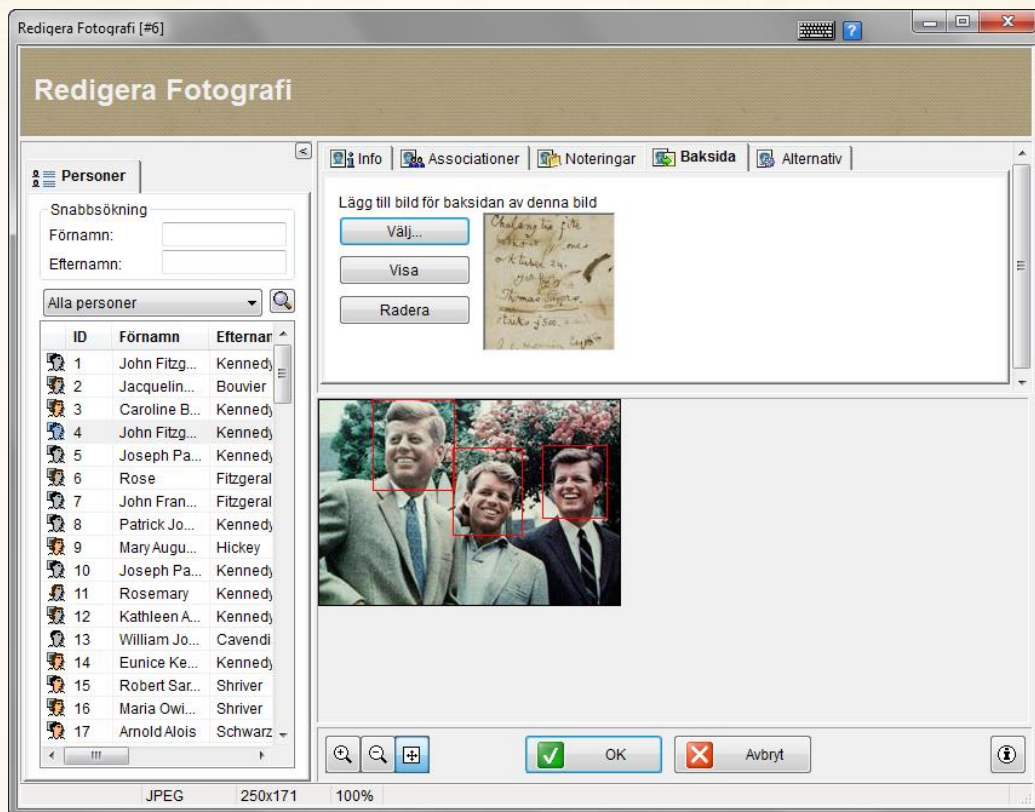 Redigera Fotografi [#6]
Redigera Fotografi
Personer
Snabbsökning
Förnamn:
Efternamn:
Alla personer
ID Förnamn Efternar
1 John Fitzg... Kennedy
2 Jacquelin... Bouvier
3 Caroline B... Kennedy
4 John Fitzg... Kennedy
5 Joseph Pa... Kennedy
6 Rose Fitzgeral
7 John Fran... Fitzgeral
8 Patrick Jo... Kennedy
9 Mary Augu... Hickey
10 Joseph Pa... Kennedy
11 Rosemary Kennedy
12 Kathleen A... Kennedy
13 William Jo... Cavendi
14 Eunice Ke... Kennedy
15 Robert Sar... Shriver
16 Maria Owi... Shriver
17 Arnold Alois Schwarz
Info Associationer Noteringar Baksida Alternativ
Lägg till bild för baksidan av denna bild
Välj...
Visa
Radera
oktuber 24.
Thomas
£800.
OK Avbryt
JPEG 250x171 100%